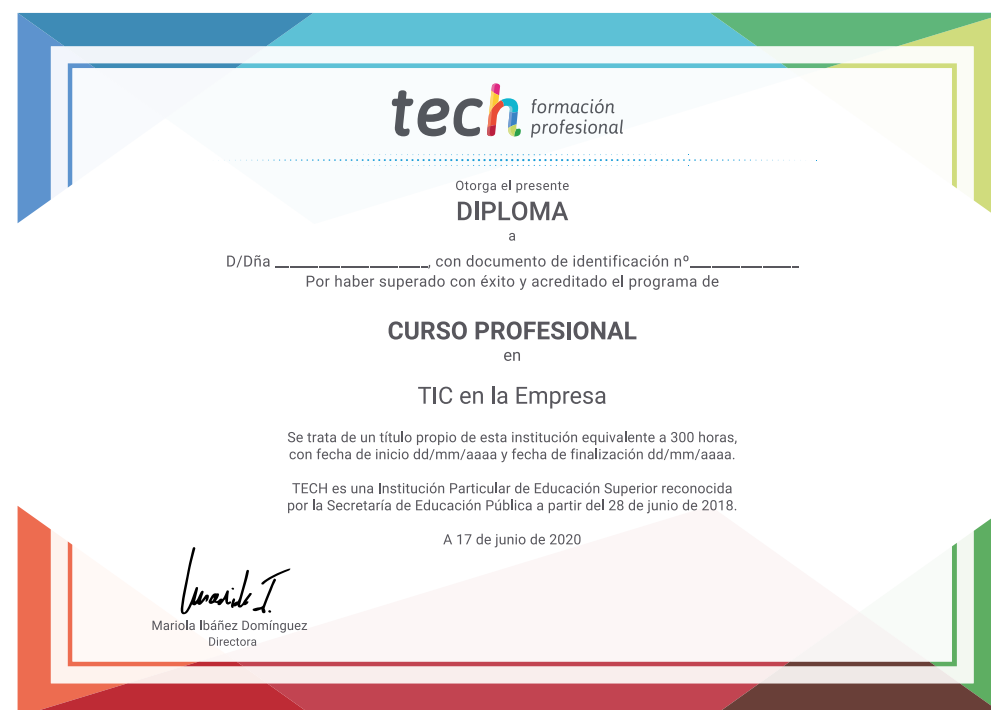 tech formación
profesional
Otorga el presente
DIPLOMA
a
D/Dña ______________________, con documento de identificación nº_______________
Por haber superado con éxito y acreditado el programa de
CURSO PROFESIONAL
en
TIC en la Empresa
Se trata de un título propio de esta institución equivalente a 300 horas,
con fecha de inicio dd/mm/aaaa y fecha de finalización dd/mm/aaaa.
TECH es una Institución Particular de Educación Superior reconocida
por la Secretaría de Educación Pública a partir del 28 de junio de 2018.
A 17 de junio de 2020
Mariola Ibáñez Domínguez
Directora